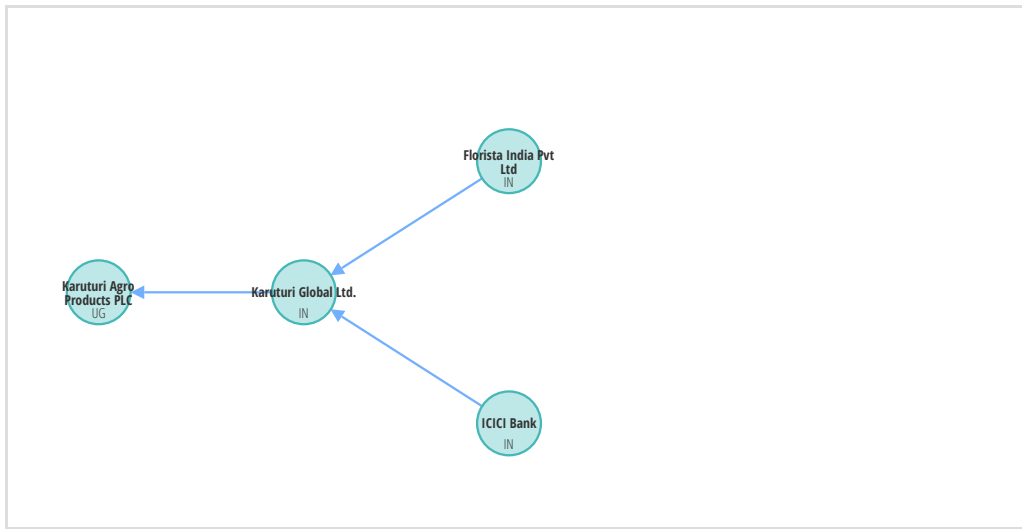 Florista India Pvt
Ltd
IN
Karuturi Agro
Products PLC
UG
Karuturi Global Ltd.
IN
ICICI Bank
IN